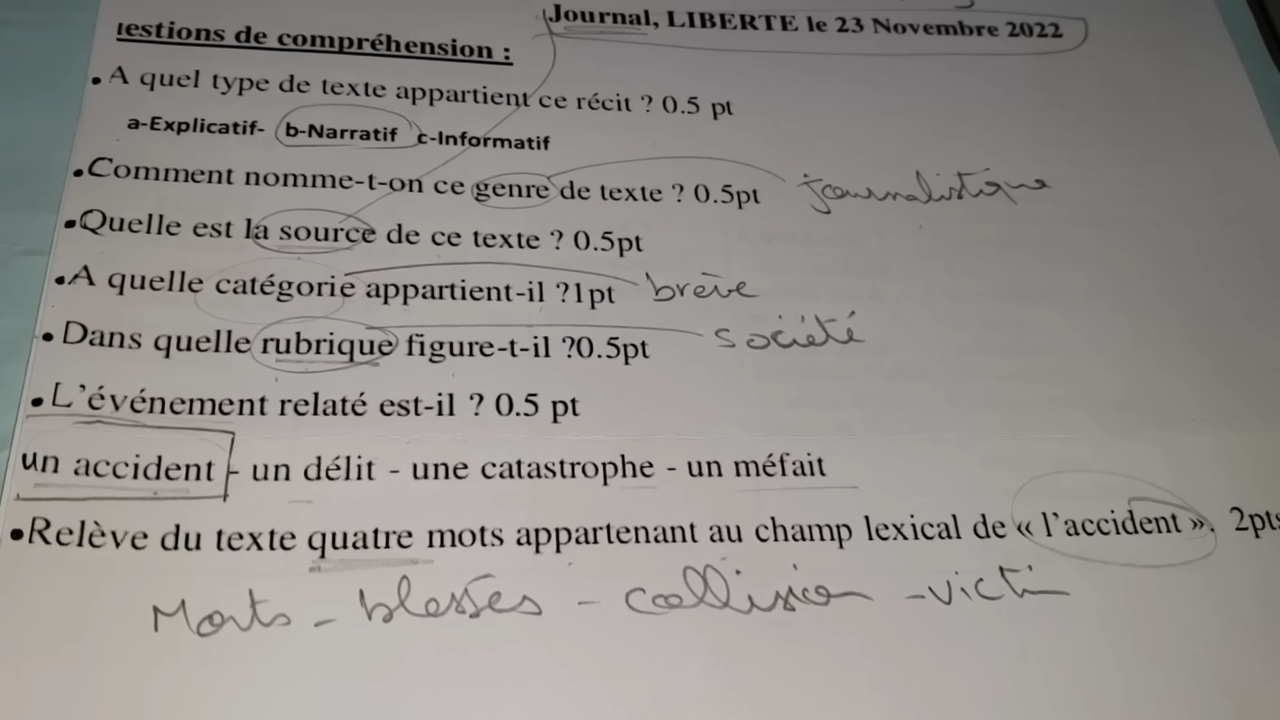 Journal, LIBERTE le 23 Novembre 2022
estions de compréhension :
• A quel type de texte appartient ce récit ? 0.5 pt
a-Explicatif- b-Narratif c-Informatif
•Comment nomme-t-on ce genre de texte ? 0.5pt journalistique
•Quelle est la source de ce texte ? 0.5pt
•A quelle catégorie appartient-il ?1pt brève
• Dans quelle rubrique figure-t-il ?0.5pt société
•L'événement relaté est-il ? 0.5 pt
un accident - un délit - une catastrophe - un méfait
•Relève du texte quatre mots appartenant au champ lexical de « l'accident ». 2pts
Morts - blessés - collision - victi